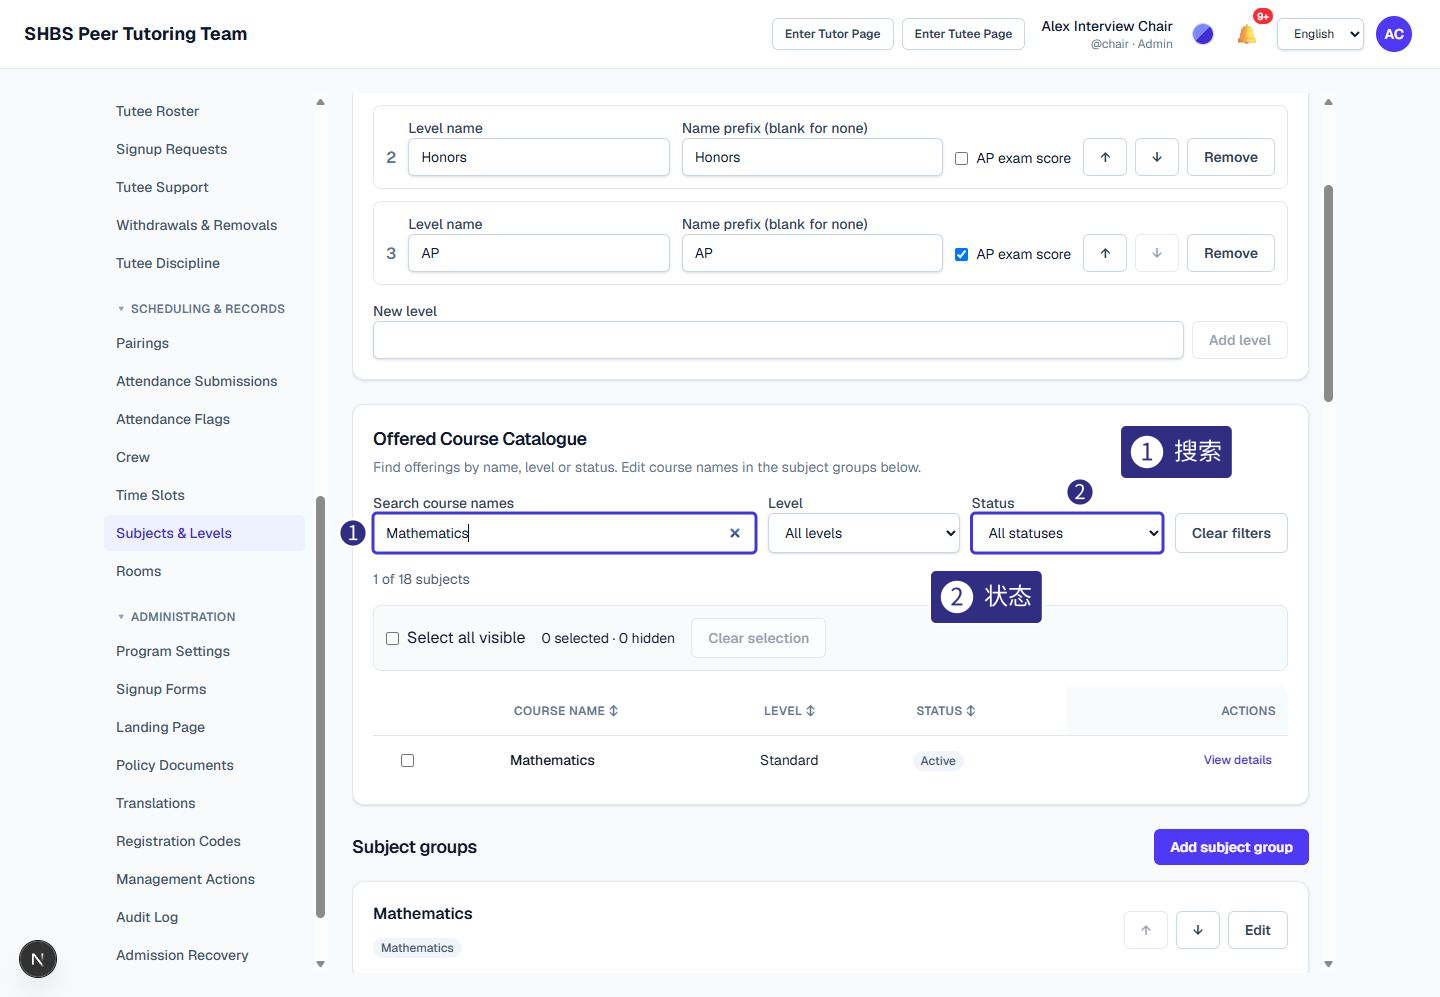 SHBS Peer Tutoring Team
Enter Tutor Page
Enter Tutee Page
Alex Interview Chair
@chair · Admin
9+
English
AC
Tutee Roster
Signup Requests
Tutee Support
Withdrawals & Removals
Tutee Discipline
SCHEDULING & RECORDS
Pairings
Attendance Submissions
Attendance Flags
Crew
Time Slots
Subjects & Levels
Rooms
ADMINISTRATION
Program Settings
Signup Forms
Landing Page
Policy Documents
Translations
Registration Codes
Management Actions
Audit Log
Admission Recovery
N
Level name
Name prefix (blank for none)
2 Honors Honors AP exam score ↑ ↓ Remove
Level name
Name prefix (blank for none)
3 AP AP AP exam score ↑ ↓ Remove
New level
Add level
Offered Course Catalogue
Find offerings by name, level or status. Edit course names in the subject groups below.
1 搜索
Search course names
Level
Status
2
1 Mathematics × All levels All statuses Clear filters
1 of 18 subjects
2 状态
Select all visible 0 selected · 0 hidden Clear selection
COURSE NAME LEVEL STATUS ACTIONS
Mathematics Standard Active View details
Subject groups
Add subject group
Mathematics
Mathematics
↑ ↓ Edit